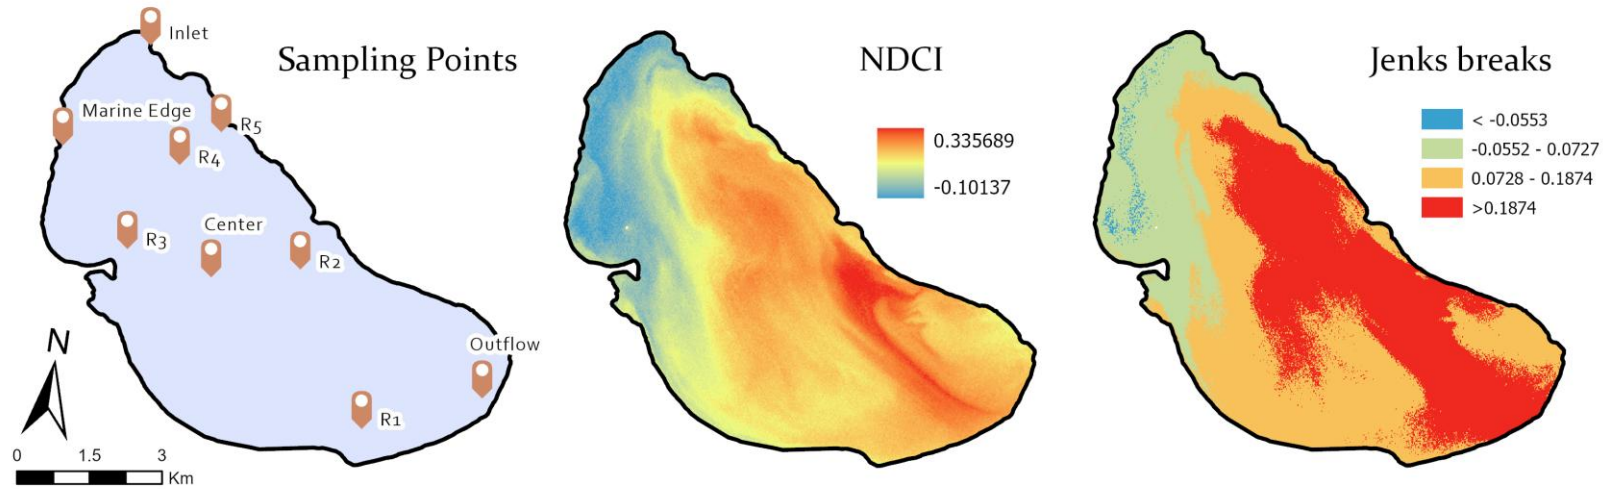 Inlet
Sampling Points
Marine Edge
R5
R4
Center
R3
R2
Outflow
R1
N
0 1.5 3
Km
NDCI
0.335689
-0.10137
Jenks breaks
< -0.0553
-0.0552 - 0.0727
0.0728 - 0.1874
>0.1874